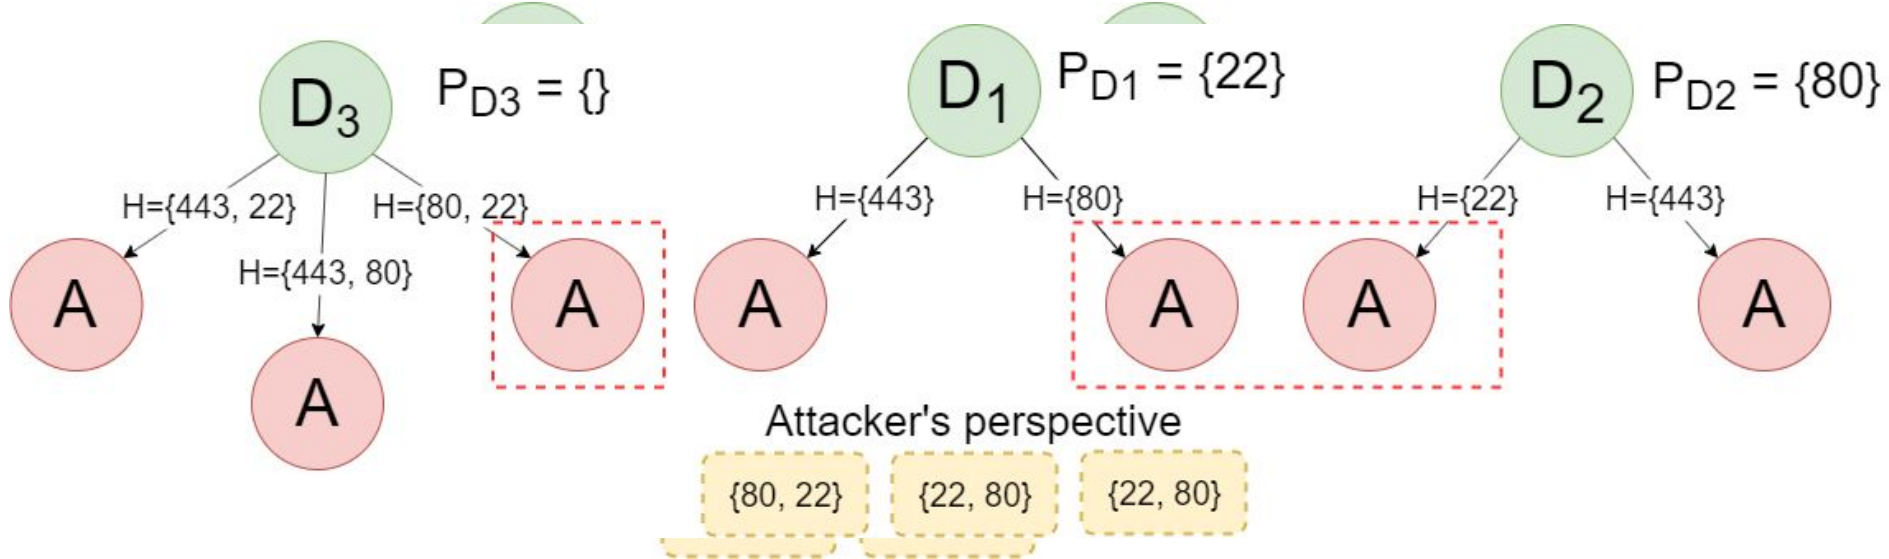 D3
PD3 = {}
D1
PD1 = {22}
D2
PD2 = {80}
H={443, 22}
H={80, 22}
H={443}
H={80}
H={22}
H={443}
H={443, 80}
A
A
A
A
A
A
A
Attacker's perspective
{80, 22}
{22, 80}
{22, 80}